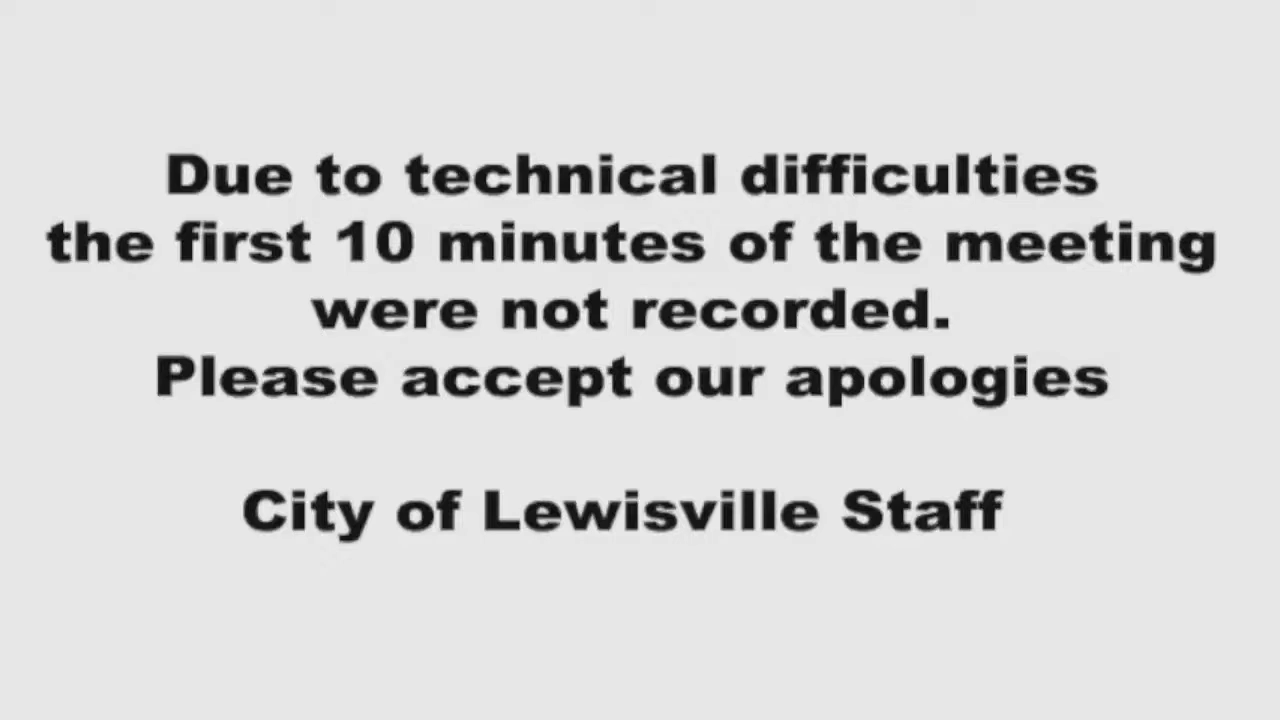 Due to technical difficulties
the first 10 minutes of the meeting
were not recorded.
Please accept our apologies
City of Lewisville Staff